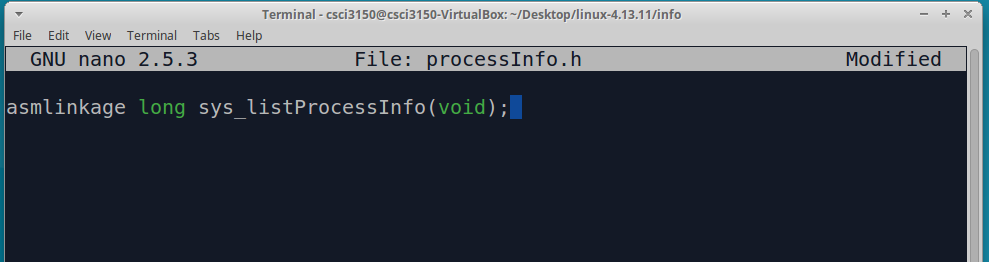 Terminal - csci3150@csci3150-VirtualBox: ~/Desktop/linux-4.13.11/info
File Edit View Terminal Tabs Help
GNU nano 2.5.3 File: processInfo.h Modified
asmlinkage long sys_listProcessInfo(void);